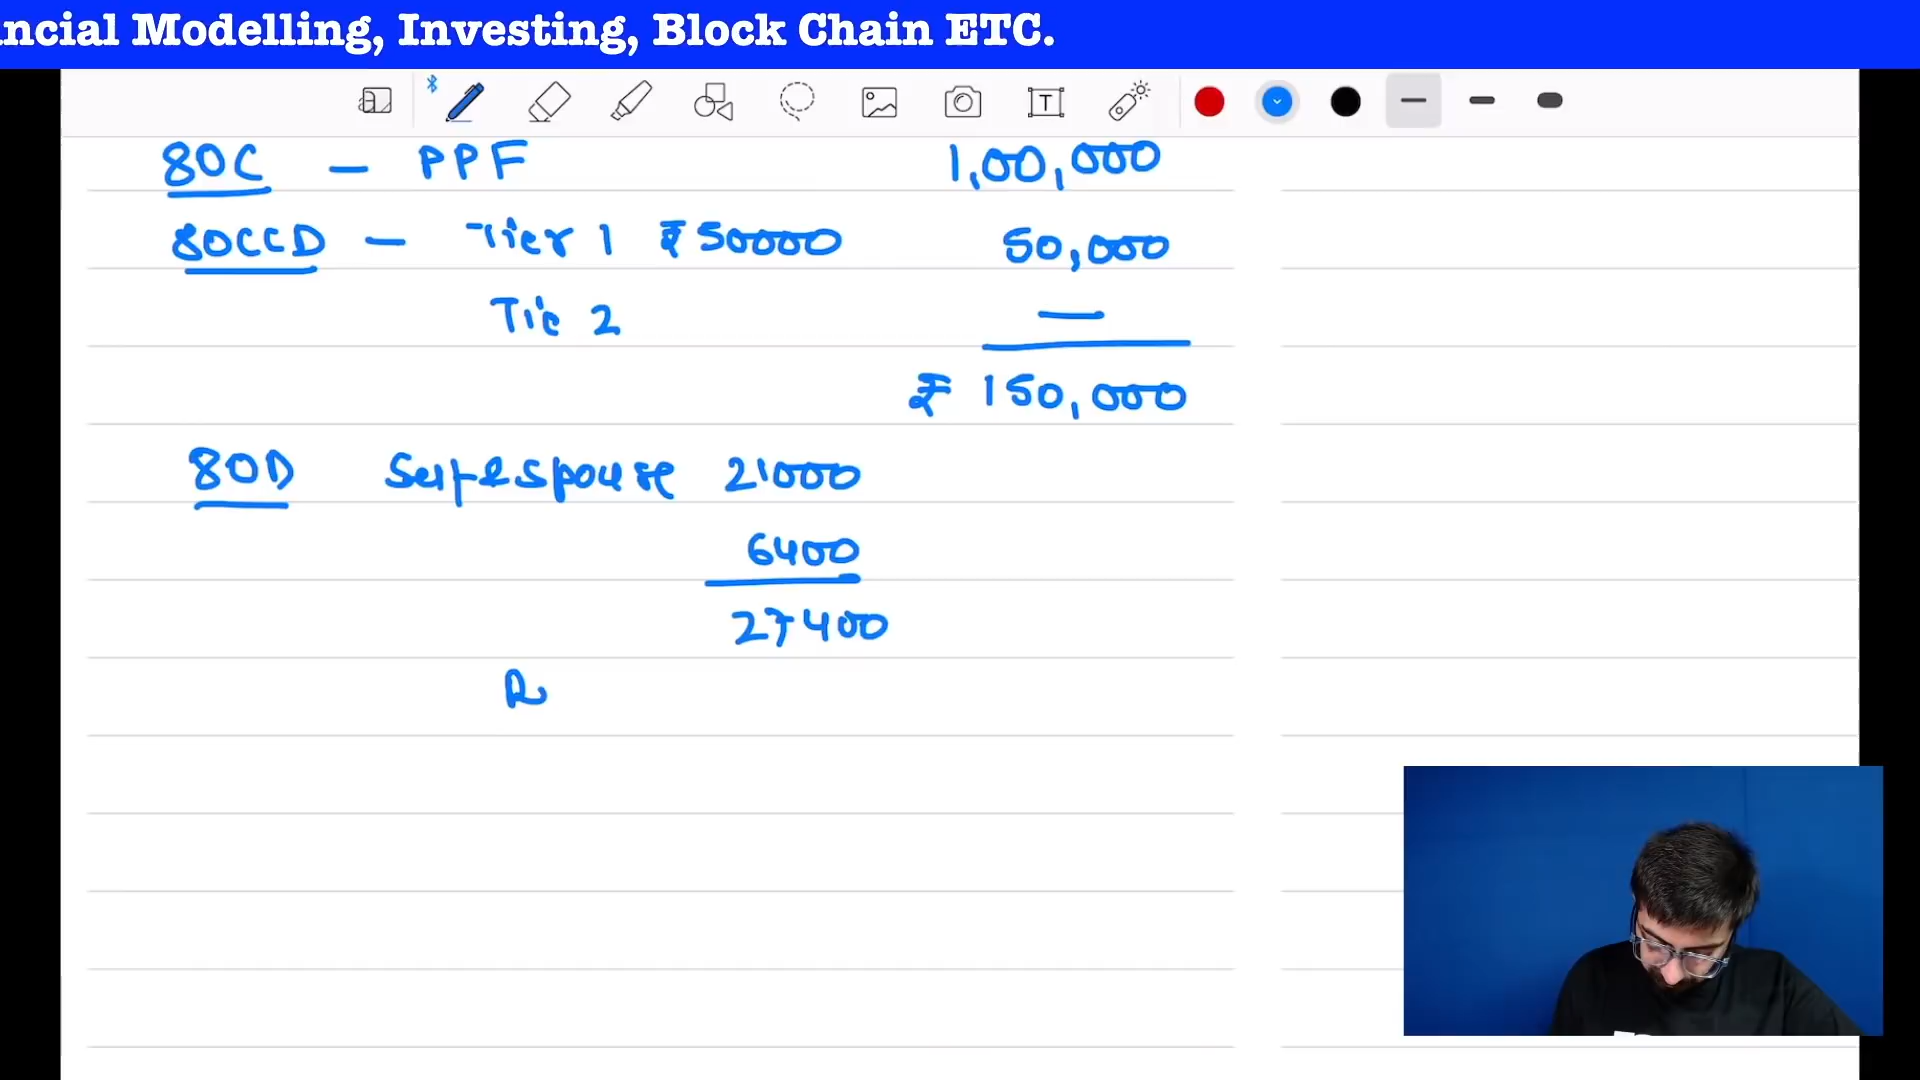 ncial Modelling, Investing, Block Chain ETC.
80C — PPF 1,00,000
80CCD — Tier 1 ₹50000 50,000
Tie 2 —
₹ 150,000
80D Self & Spouse 21000
6400
27400
R